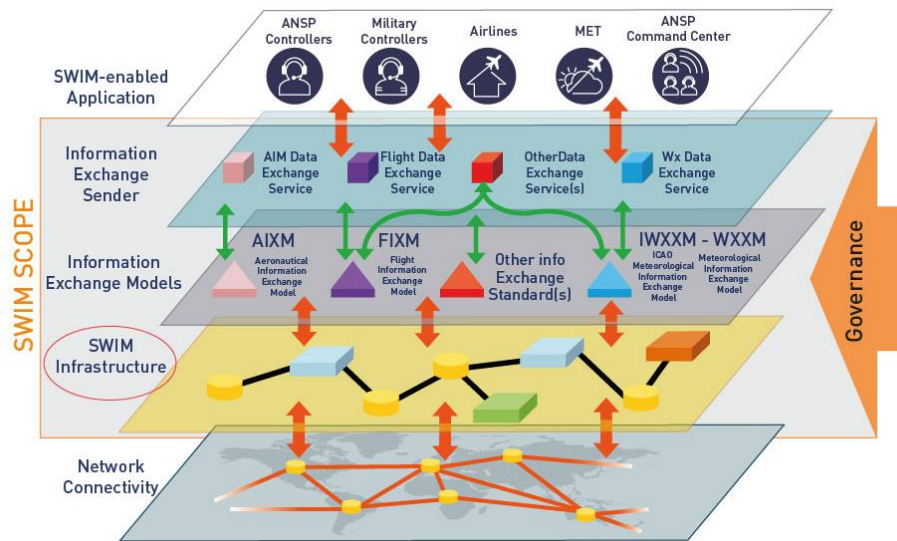 ANSP
Controllers
Military
Controllers
Airlines
MET
ANSP
Command Center
SWIM-enabled
Application
Information
Exchange
Sender
AIM Data
Exchange
Service
Flight Data
Exchange
Service
OtherData
Exchange
Service(s)
Wx Data
Exchange
Service
SWIM SCOPE
Governance
Information
Exchange Models
AIXM
Aeronautical
Information
Exchange
Model
FIXM
Flight
Information
Exchange
Model
Other info
Exchange
Standard(s)
IWXXM - WXXM
ICAO
Meteorological
Information
Exchange
Model
Meteorological
Information
Exchange
Model
SWIM
Infrastructure
Network
Connectivity